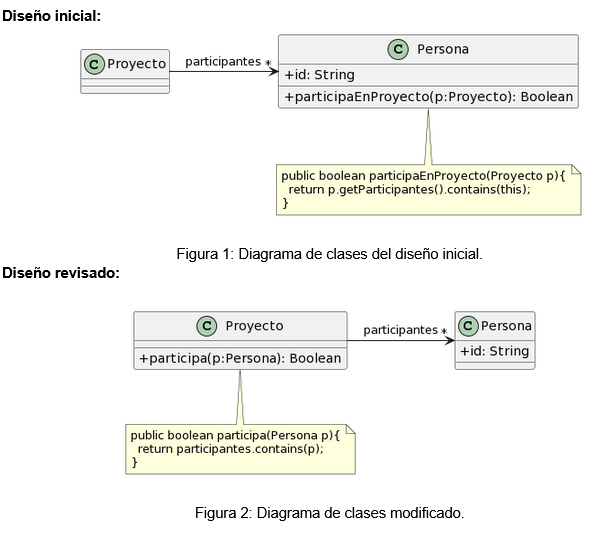 Diseño inicial:
C Proyecto
participantes *
C Persona
+id: String
+participaEnProyecto(p:Proyecto): Boolean
public boolean participaEnProyecto(Proyecto p){
return p.getParticipantes().contains(this);
}
Figura 1: Diagrama de clases del diseño inicial.
Diseño revisado:
C Proyecto
+participa(p:Persona): Boolean
participantes *
C Persona
+id: String
public boolean participa(Persona p){
return participantes.contains(p);
}
Figura 2: Diagrama de clases modificado.